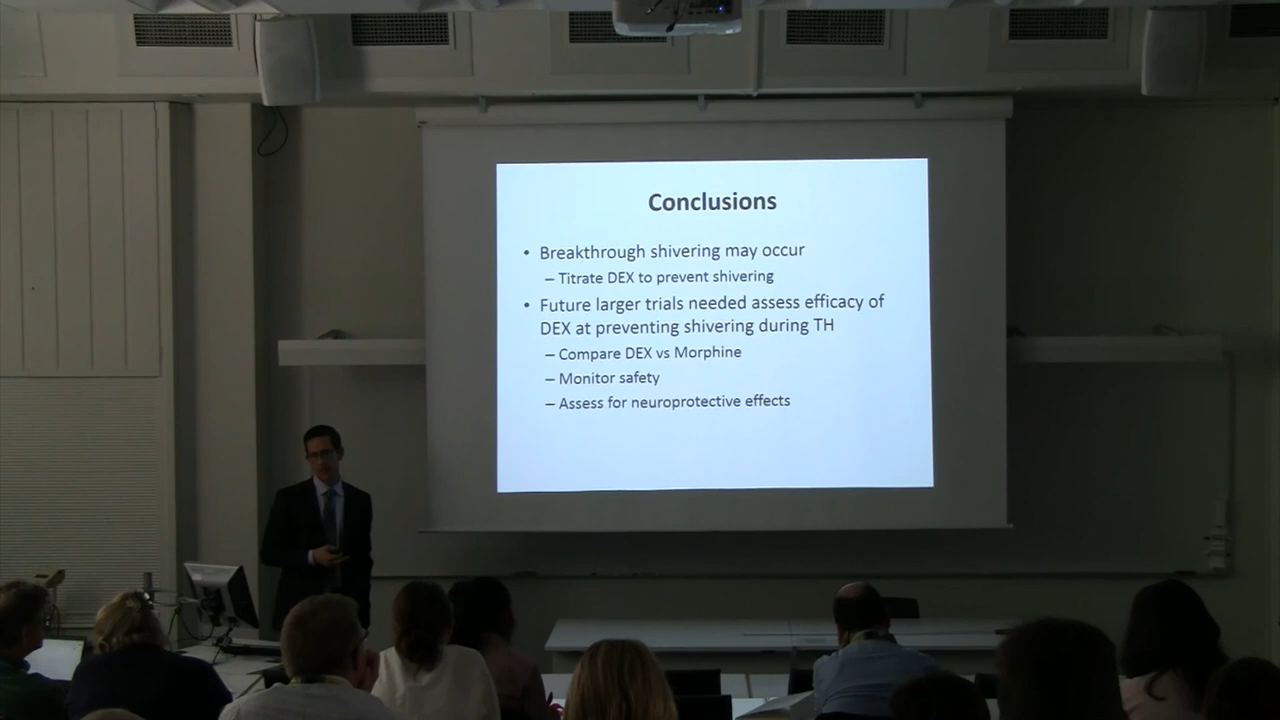 Conclusions
• Breakthrough shivering may occur
– Titrate DEX to prevent shivering
• Future larger trials needed assess efficacy of
DEX at preventing shivering during TH
– Compare DEX vs Morphine
– Monitor safety
– Assess for neuroprotective effects